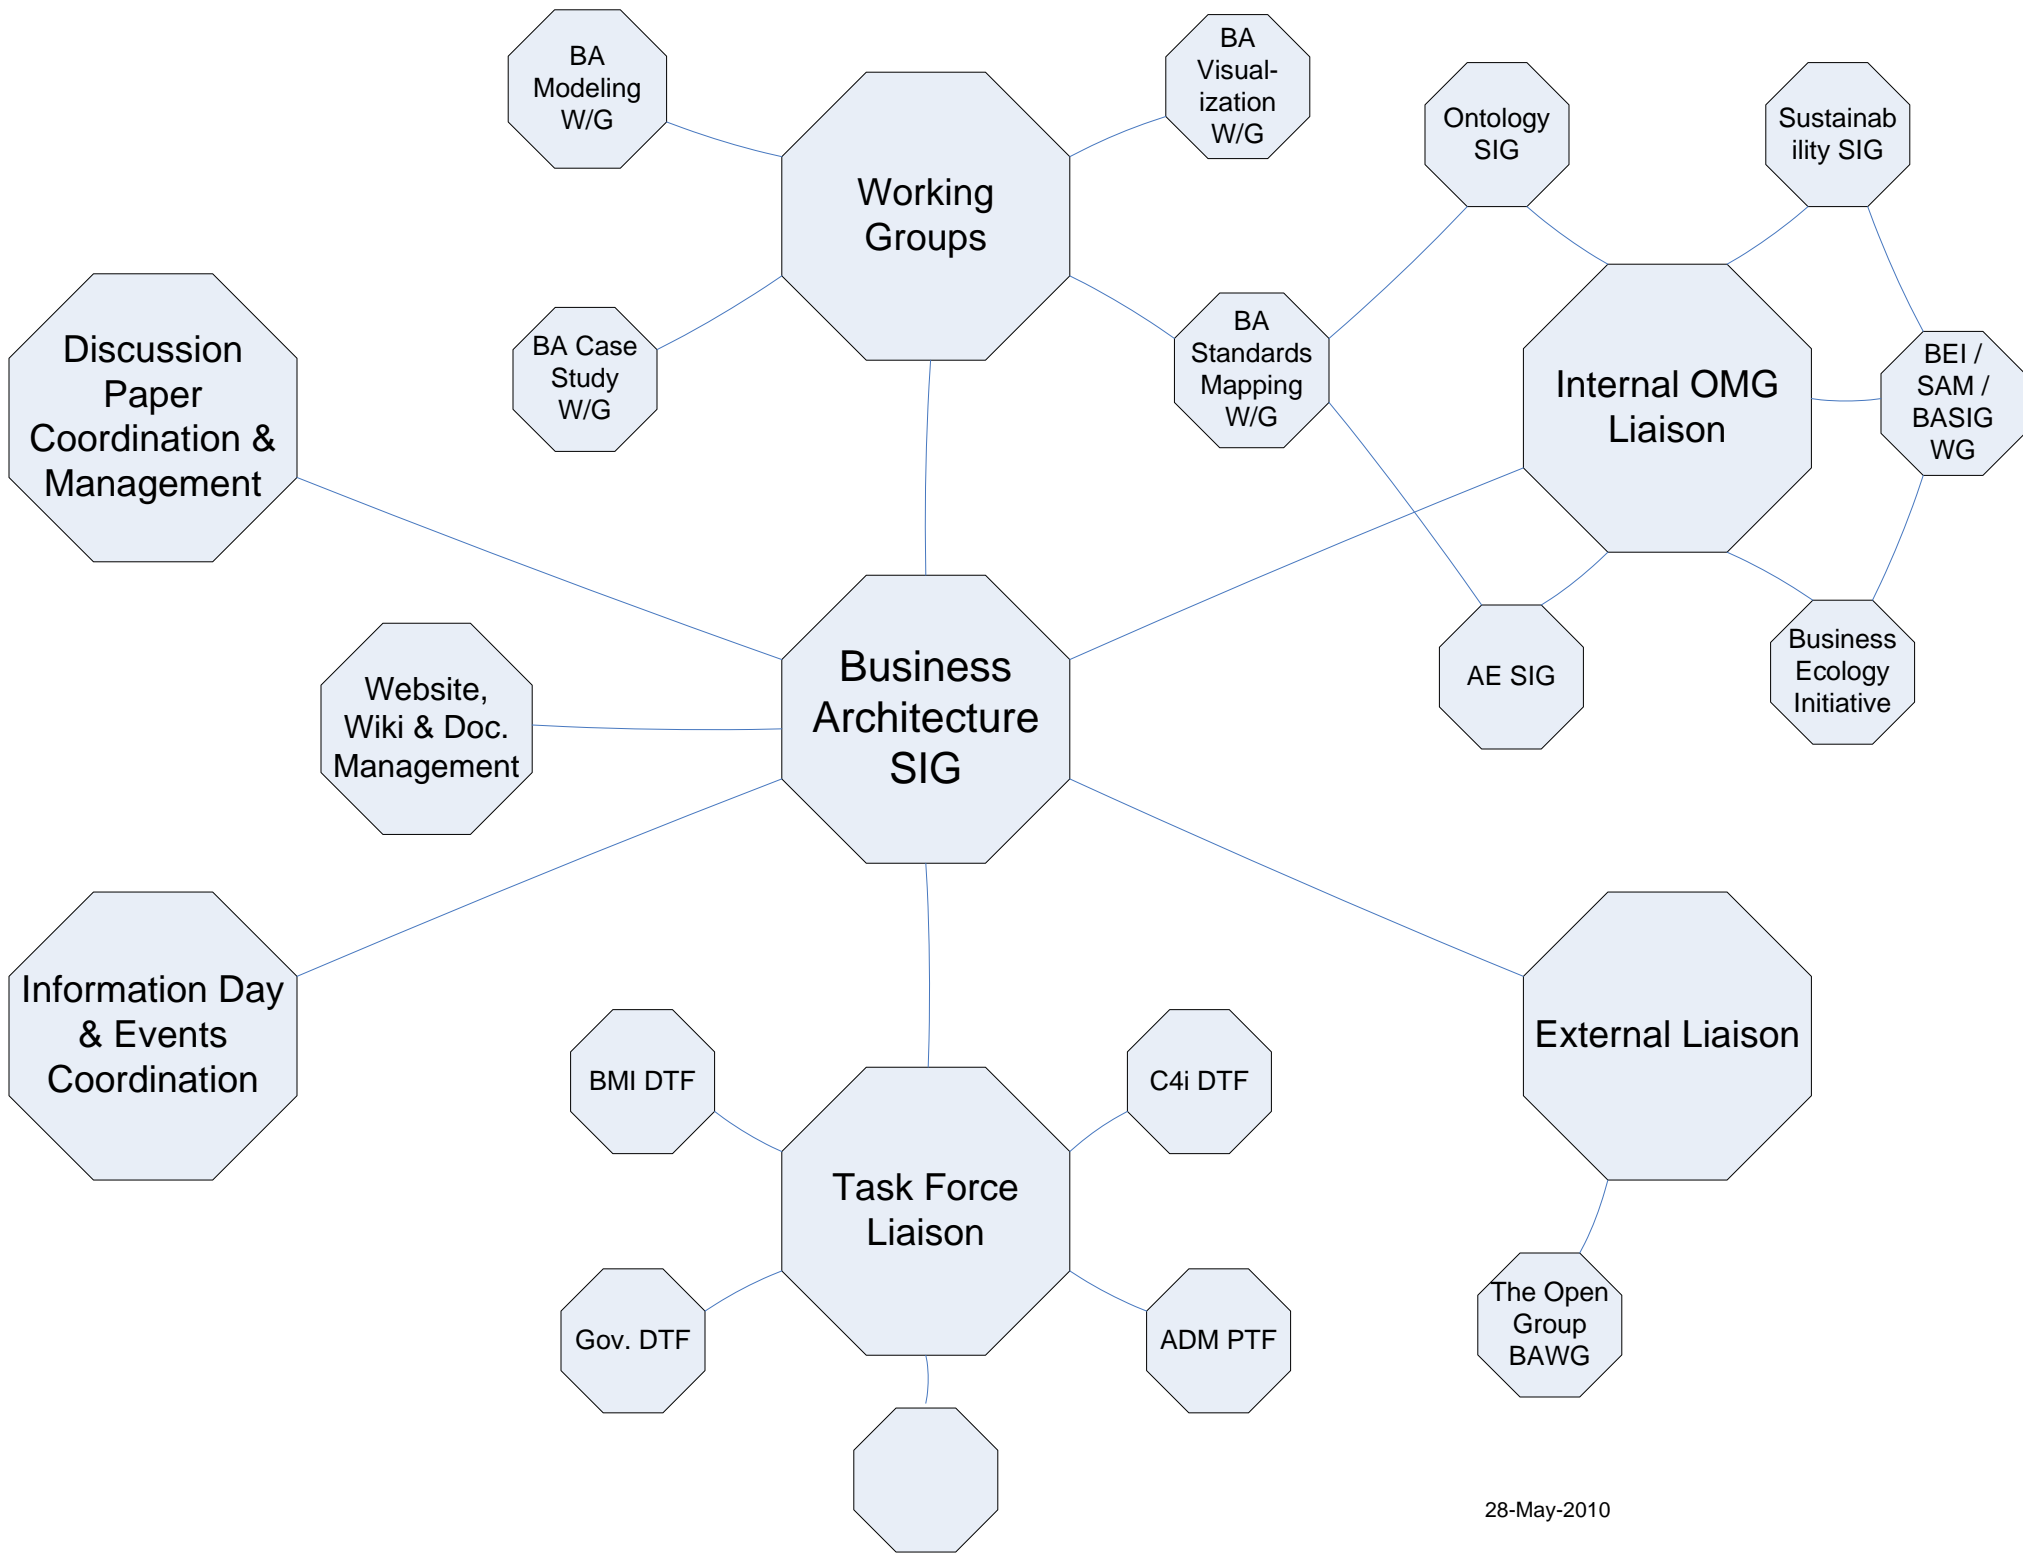 BA
Modeling
W/G
BA
Visual-
ization
W/G
Working
Groups
Ontology
SIG
Sustainab
ility SIG
BA Case
Study
W/G
BA
Standards
Mapping
W/G
Internal OMG
Liaison
BEI /
SAM /
BASIG
WG
Discussion
Paper
Coordination &
Management
Website,
Wiki & Doc.
Management
Business
Architecture
SIG
AE SIG
Business
Ecology
Initiative
Information Day
& Events
Coordination
BMI DTF
C4i DTF
Task Force
Liaison
External Liaison
Gov. DTF
ADM PTF
The Open
Group
BAWG
28-May-2010